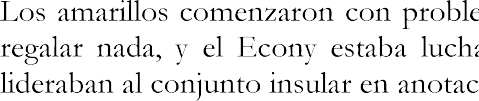 Los amarillos comenzaron con proble
regalar nada, y el Econy estaba lucha
lideraban al conjunto insular en anotac